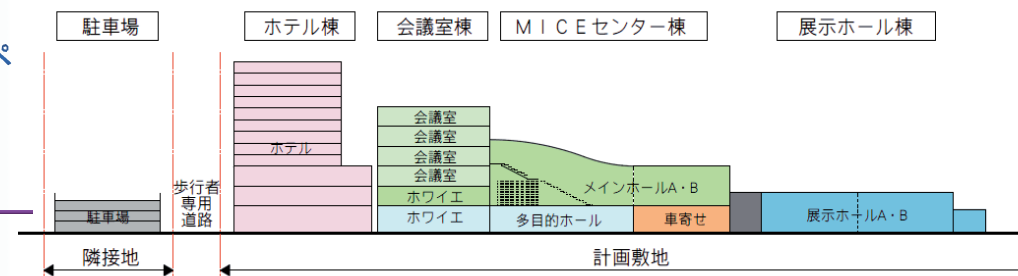 駐車場
ホテル棟
会議室棟
ＭＩＣＥセンター棟
展示ホール棟
ペ
会議室
会議室
会議室
会議室
ホワイエ
ホワイエ
ホテル
メインホールA・B
多目的ホール
車寄せ
展示ホールA・B
歩行者
専用
道路
駐車場
隣接地
計画敷地